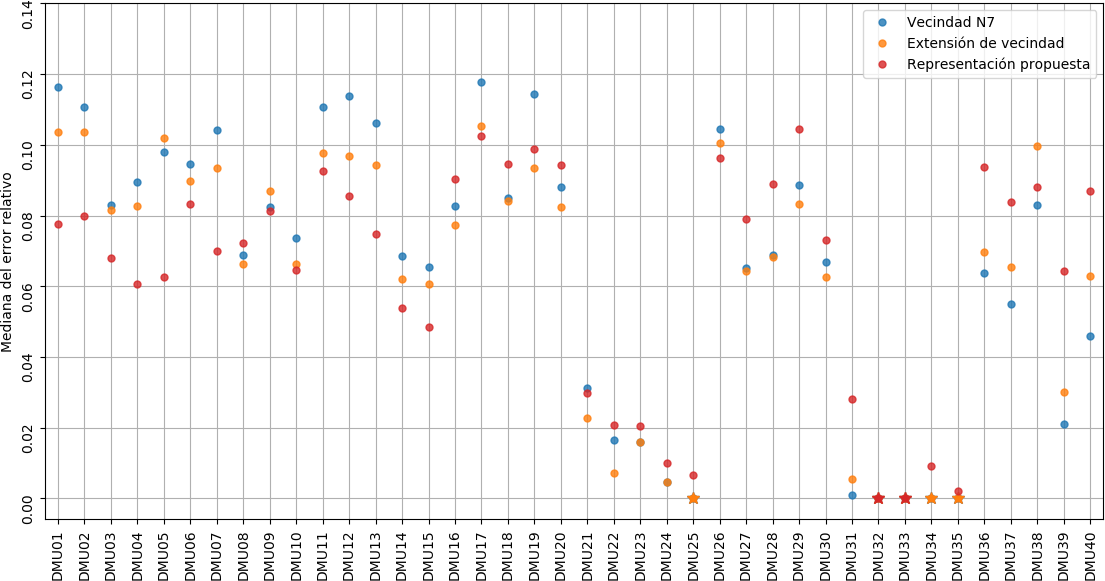 Mediana del error relativo
0.14
0.12
0.10
0.08
0.06
0.04
0.02
0.00
Vecindad N7
Extensión de vecindad
Representación propuesta
DMU01
DMU02
DMU03
DMU04
DMU05
DMU06
DMU07
DMU08
DMU09
DMU10
DMU11
DMU12
DMU13
DMU14
DMU15
DMU16
DMU17
DMU18
DMU19
DMU20
DMU21
DMU22
DMU23
DMU24
DMU25
DMU26
DMU27
DMU28
DMU29
DMU30
DMU31
DMU32
DMU33
DMU34
DMU35
DMU36
DMU37
DMU38
DMU39
DMU40